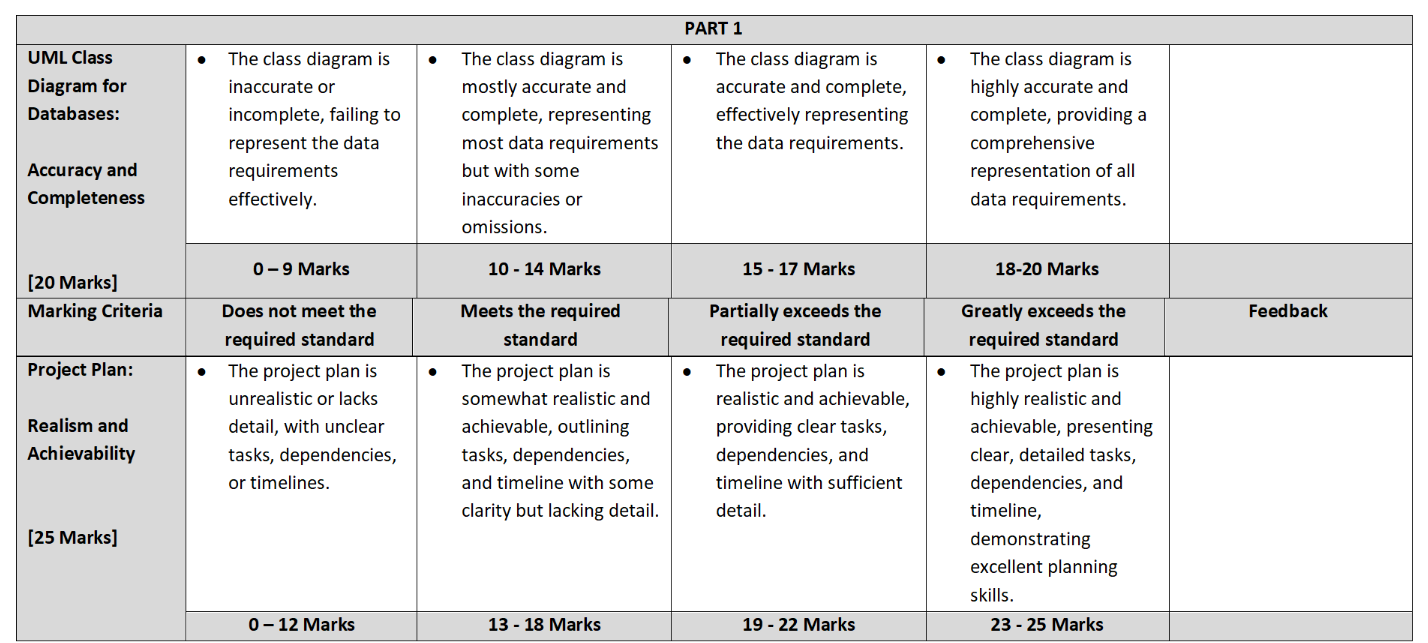 PART 1
UML Class
Diagram for
Databases:
Accuracy and
Completeness
[20 Marks]
● The class diagram is
inaccurate or
incomplete, failing to
represent the data
requirements
effectively.
● The class diagram is
mostly accurate and
complete, representing
most data requirements
but with some
inaccuracies or
omissions.
● The class diagram is
accurate and complete,
effectively representing
the data requirements.
● The class diagram is
highly accurate and
complete, providing a
comprehensive
representation of all
data requirements.
0 – 9 Marks
10 - 14 Marks
15 - 17 Marks
18-20 Marks
Marking Criteria
Does not meet the
required standard
Meets the required
standard
Partially exceeds the
required standard
Greatly exceeds the
required standard
Feedback
Project Plan:
Realism and
Achievability
[25 Marks]
● The project plan is
unrealistic or lacks
detail, with unclear
tasks, dependencies,
or timelines.
● The project plan is
somewhat realistic and
achievable, outlining
tasks, dependencies,
and timeline with some
clarity but lacking detail.
● The project plan is
realistic and achievable,
providing clear tasks,
dependencies, and
timeline with sufficient
detail.
● The project plan is
highly realistic and
achievable, presenting
clear, detailed tasks,
dependencies, and
timeline,
demonstrating
excellent planning
skills.
0 – 12 Marks
13 - 18 Marks
19 - 22 Marks
23 - 25 Marks